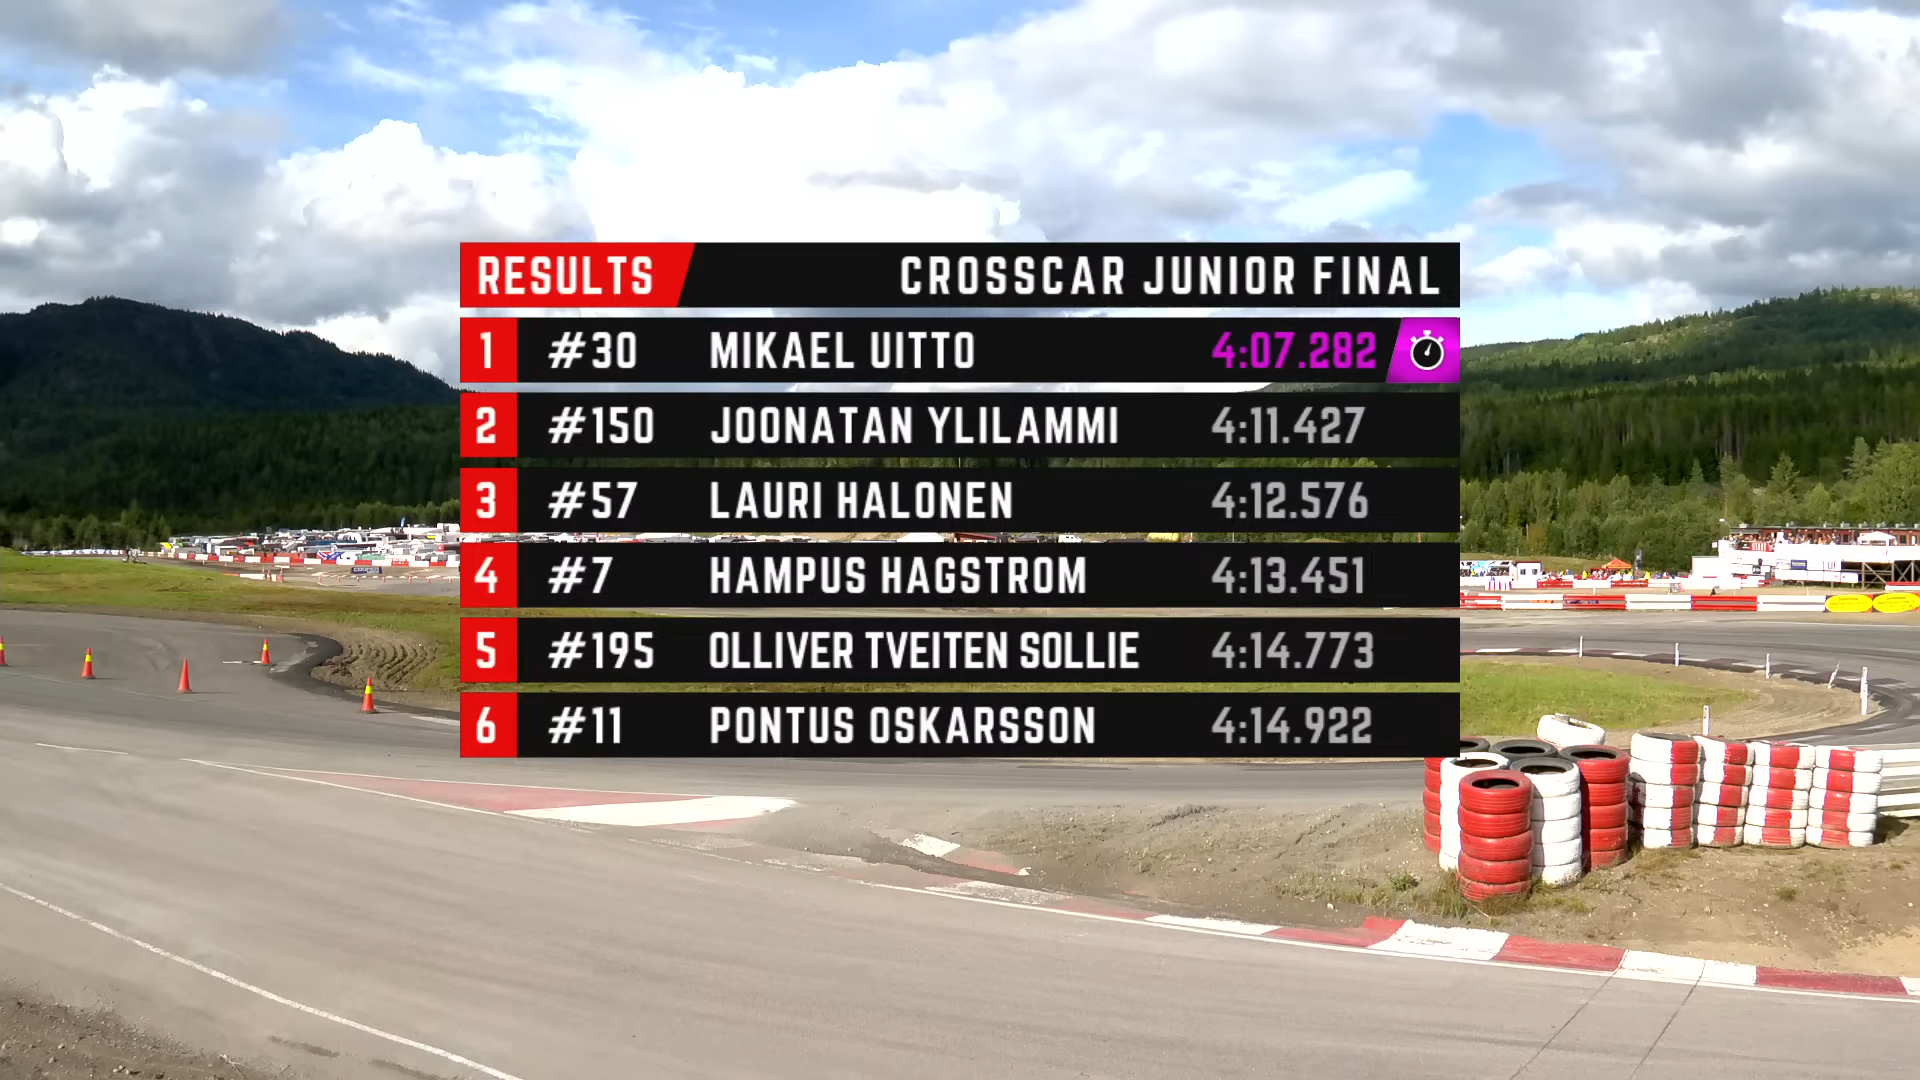 RESULTS CROSSCAR JUNIOR FINAL
1 #30 MIKAEL UITTO 4:07.282
2 #150 JOONATAN YLILAMMI 4:11.427
3 #57 LAURI HALONEN 4:12.576
4 #7 HAMPUS HAGSTROM 4:13.451
5 #195 OLLIVER TVEITEN SOLLIE 4:14.773
6 #11 PONTUS OSKARSSON 4:14.922